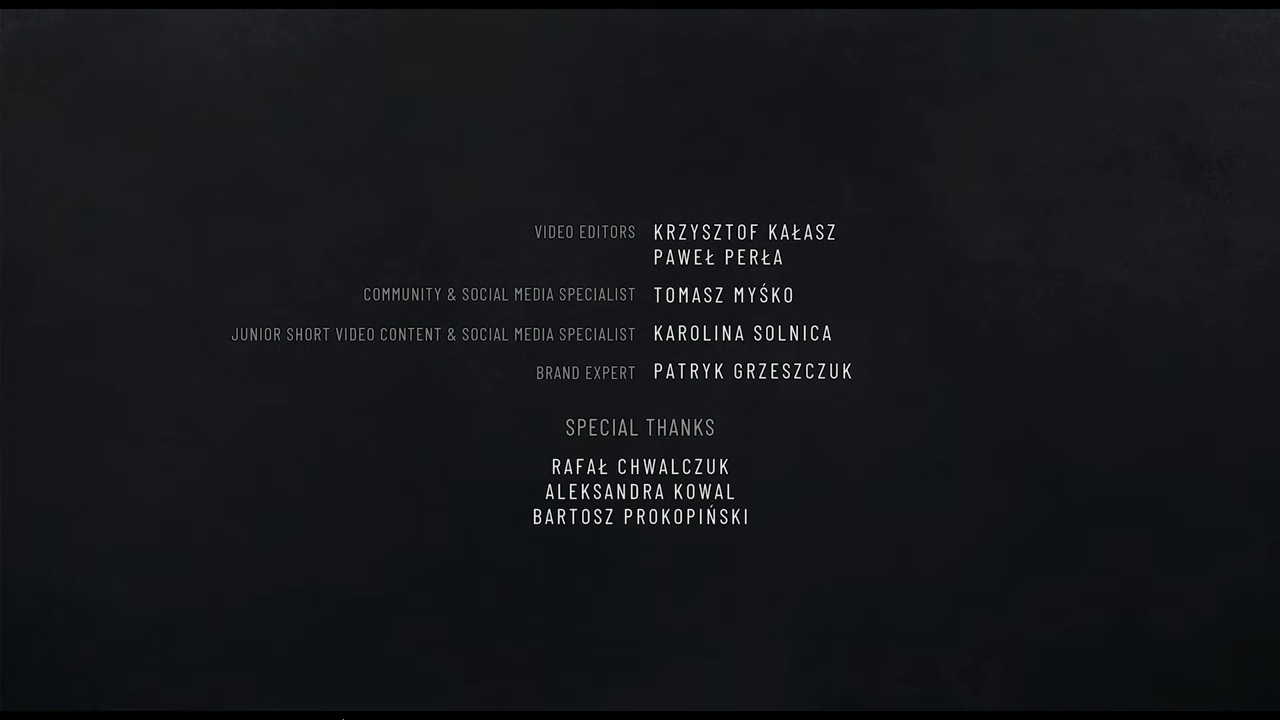 VIDEO EDITORS KRZYSZTOF KAŁASZ
PAWEŁ PERŁA
COMMUNITY & SOCIAL MEDIA SPECIALIST TOMASZ MYŚKO
JUNIOR SHORT VIDEO CONTENT & SOCIAL MEDIA SPECIALIST KAROLINA SOLNICA
BRAND EXPERT PATRYK GRZESZCZUK
SPECIAL THANKS
RAFAŁ CHWALCZUK
ALEKSANDRA KOWAL
BARTOSZ PROKOPIŃSKI